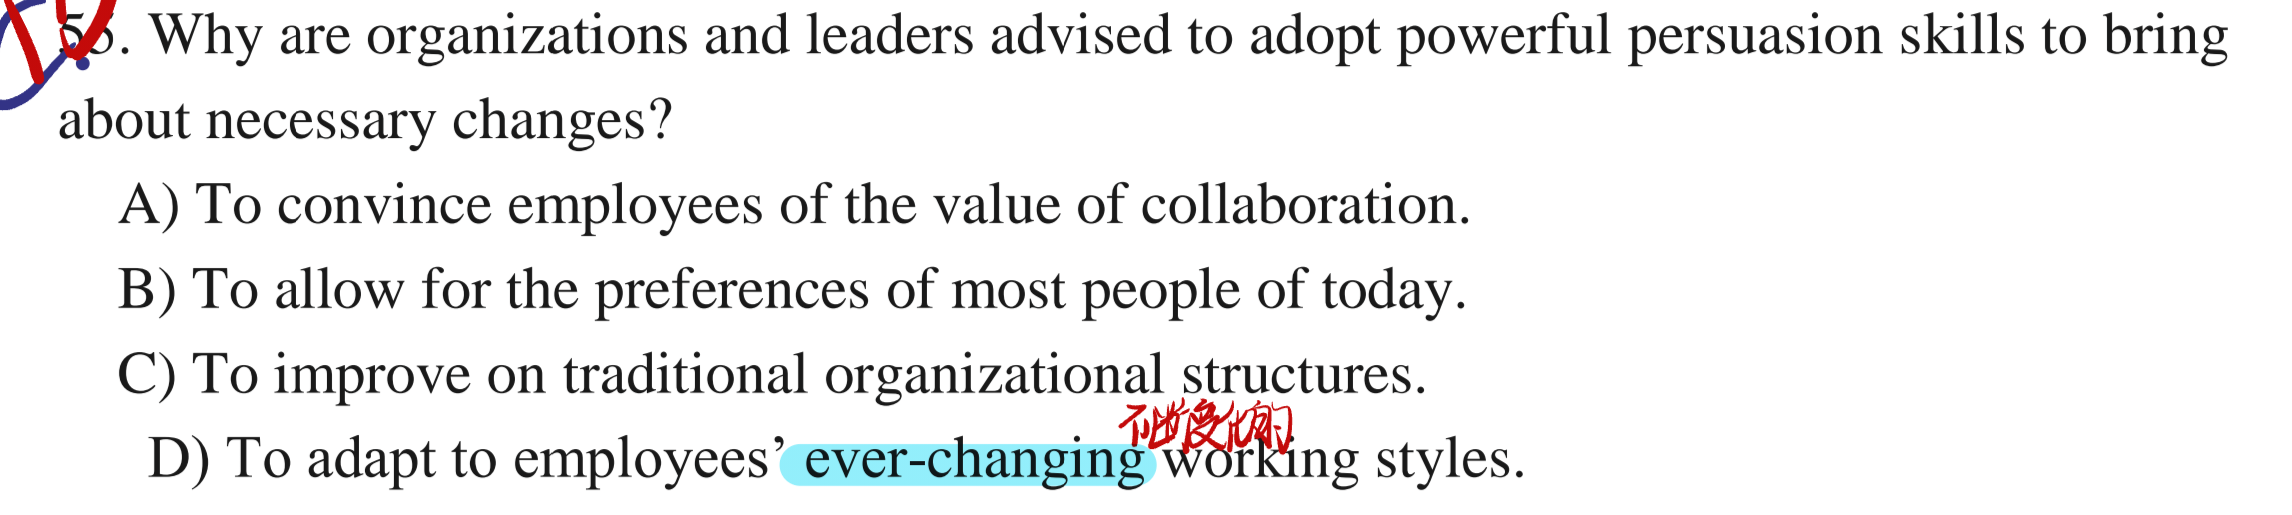 55. Why are organizations and leaders advised to adopt powerful persuasion skills to bring
about necessary changes?
A) To convince employees of the value of collaboration.
B) To allow for the preferences of most people of today.
C) To improve on traditional organizational structures.
不断变化的
D) To adapt to employees’ ever-changing working styles.